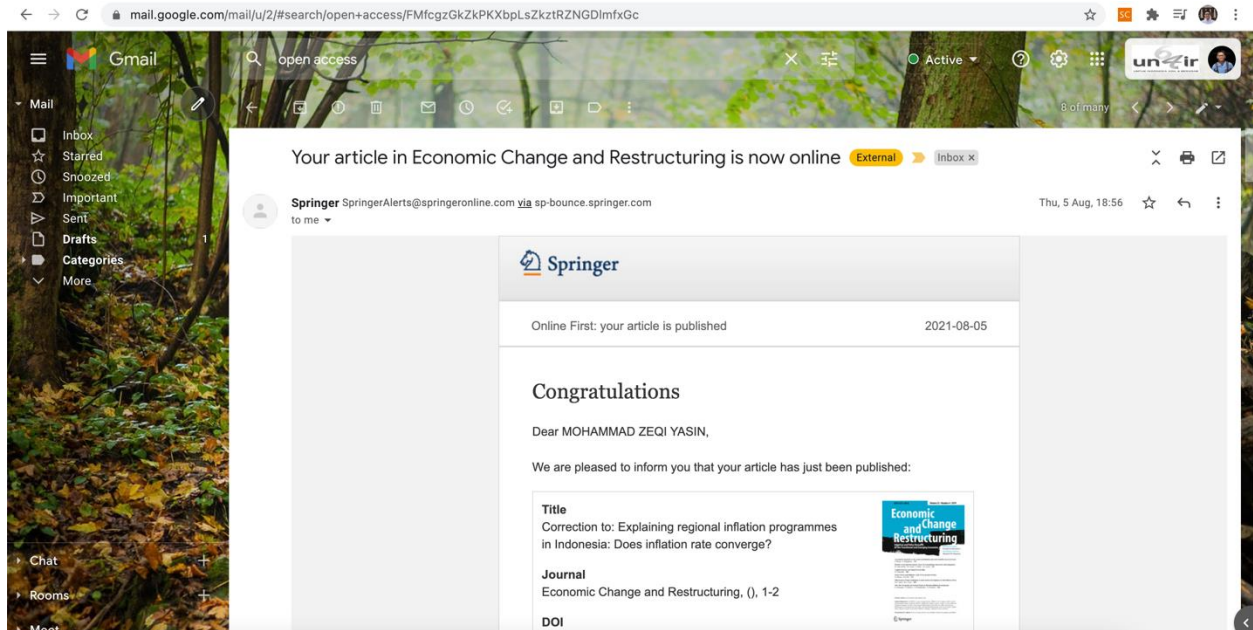 mail.google.com/mail/u/2/#search/open+access/FMfcgzGkZkPKXbpLsZkztRZNGDlmfxGc
SC
Gmail
open access
Active
un4ir
Mail
8 of many
Inbox
Starred
Snoozed
Important
Sent
Drafts 1
Categories
More
Your article in Economic Change and Restructuring is now online External Inbox ×
Springer SpringerAlerts@springeronline.com via sp-bounce.springer.com Thu, 5 Aug, 18:56
to me
Springer
Online First: your article is published 2021-08-05
Congratulations
Dear MOHAMMAD ZEQI YASIN,
We are pleased to inform you that your article has just been published:
Title
Correction to: Explaining regional inflation programmes
in Indonesia: Does inflation rate converge?
Journal
Economic Change and Restructuring, (), 1-2
DOI
Economic
and Change
Restructuring
Springer
Chat
Rooms
Meet